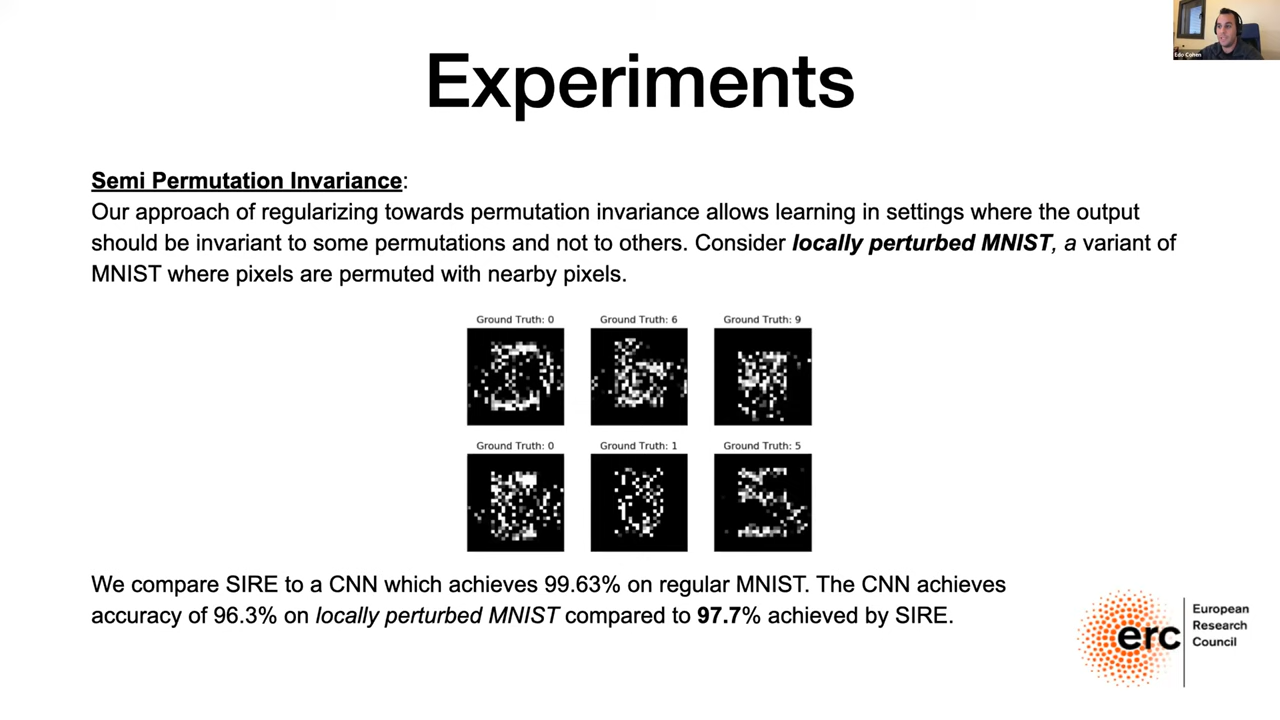 Edo Cohen
Experiments
Semi Permutation Invariance:
Our approach of regularizing towards permutation invariance allows learning in settings where the output
should be invariant to some permutations and not to others. Consider locally perturbed MNIST, a variant of
MNIST where pixels are permuted with nearby pixels.
Ground Truth: 0
Ground Truth: 6
Ground Truth: 9
Ground Truth: 0
Ground Truth: 1
Ground Truth: 5
We compare SIRE to a CNN which achieves 99.63% on regular MNIST. The CNN achieves
accuracy of 96.3% on locally perturbed MNIST compared to 97.7% achieved by SIRE.
erc
European
Research
Council